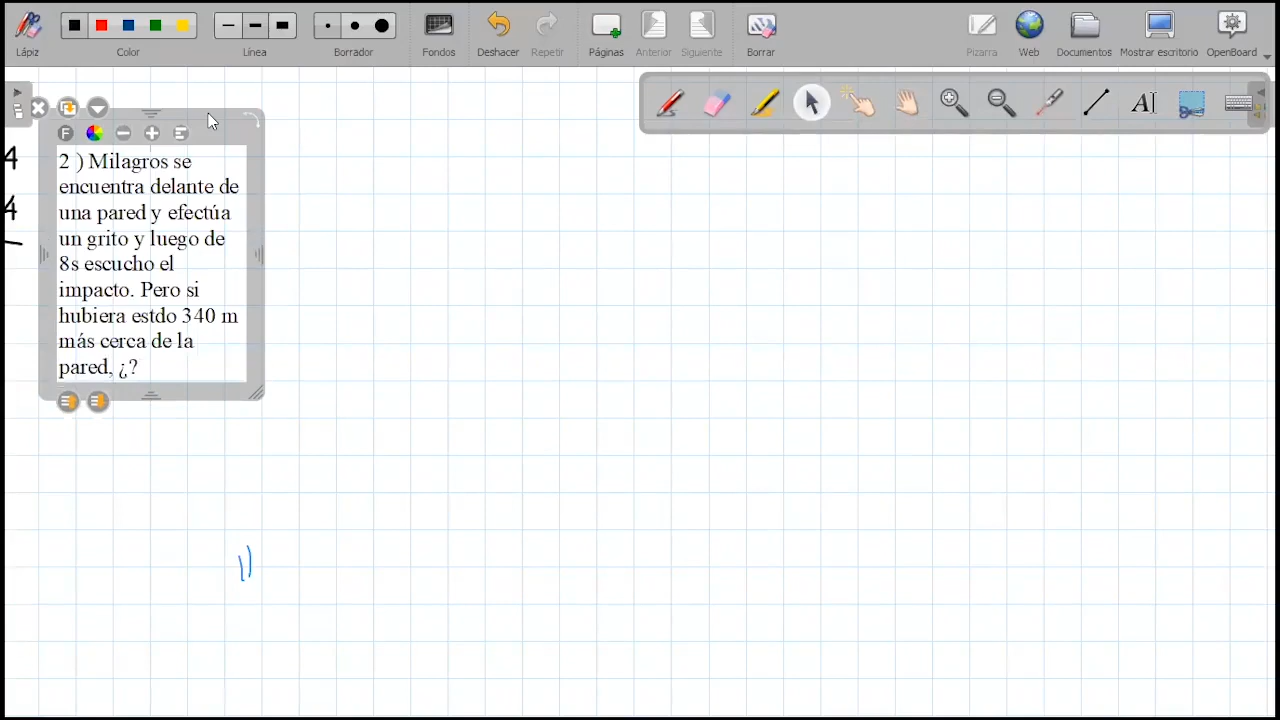 Lápiz
Color
Línea
Borrador
Fondos
Deshacer
Repetir
Páginas
Anterior
Siguiente
Borrar
Pizarra
Web
Documentos
Mostrar escritorio
OpenBoard
F
4
4
2 ) Milagros se
encuentra delante de
una pared y efectúa
un grito y luego de
8s escucho el
impacto. Pero si
hubiera estdo 340 m
más cerca de la
pared, ¿?